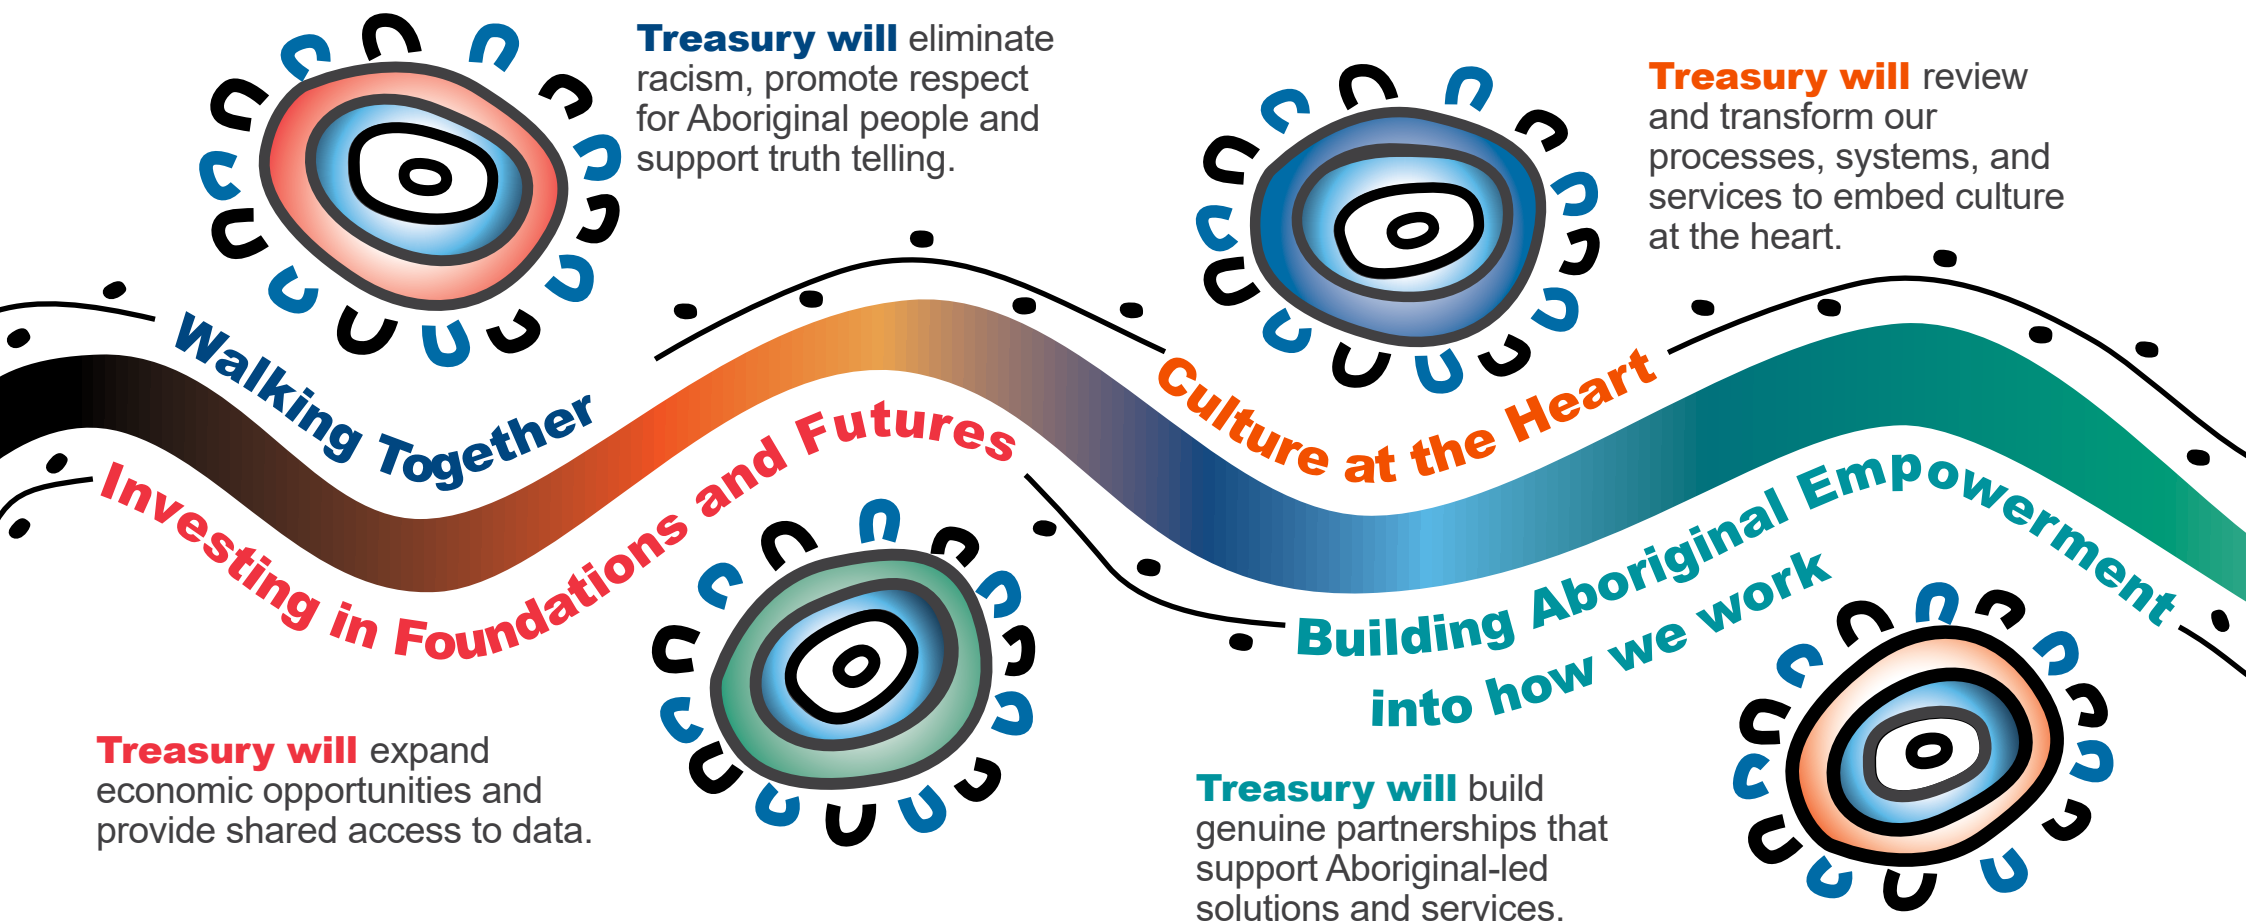 Treasury will eliminate
racism, promote respect
for Aboriginal people and
support truth telling.
Walking Together
Investing in Foundations and Futures
Treasury will expand
economic opportunities and
provide shared access to data.
Treasury will review
and transform our
processes, systems, and
services to embed culture
at the heart.
Culture at the Heart
Building Aboriginal Empowerment
into how we work
Treasury will build
genuine partnerships that
support Aboriginal-led
solutions and services.